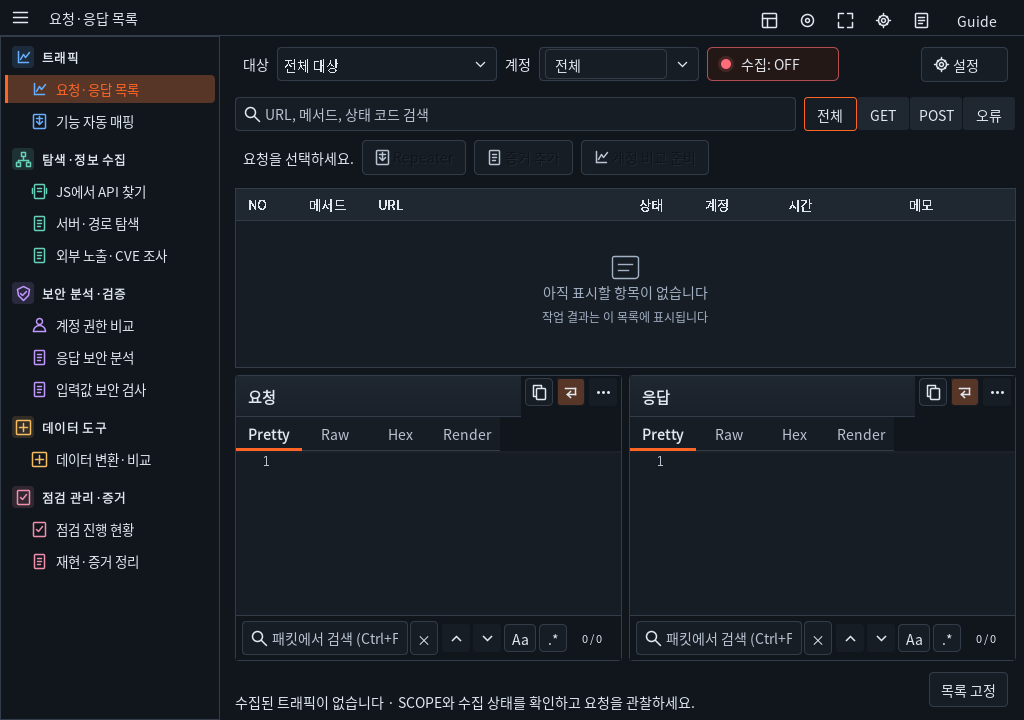 요청·응답 목록
Guide
트래픽
요청·응답 목록
기능 자동 매핑
탐색·정보 수집
JS에서 API 찾기
서버·경로 탐색
외부 노출·CVE 조사
보안 분석·검증
계정 권한 비교
응답 보안 분석
입력값 보안 검사
데이터 도구
데이터 변환·비교
점검 관리·증거
점검 진행 현황
재현·증거 정리
대상 전체 대상 계정 전체 수집: OFF 설정
URL, 메서드, 상태 코드 검색 전체 GET POST 오류
요청을 선택하세요. Repeater 증거 추가 계정 비교 준비
NO 메서드 URL 상태 계정 시간 메모
아직 표시할 항목이 없습니다
작업 결과는 이 목록에 표시됩니다
요청
Pretty Raw Hex Render
1
패킷에서 검색 (Ctrl+F × Aa .* 0/0
응답
Pretty Raw Hex Render
1
패킷에서 검색 (Ctrl+F × Aa .* 0/0
수집된 트래픽이 없습니다 · SCOPE와 수집 상태를 확인하고 요청을 관찰하세요.
목록 고정